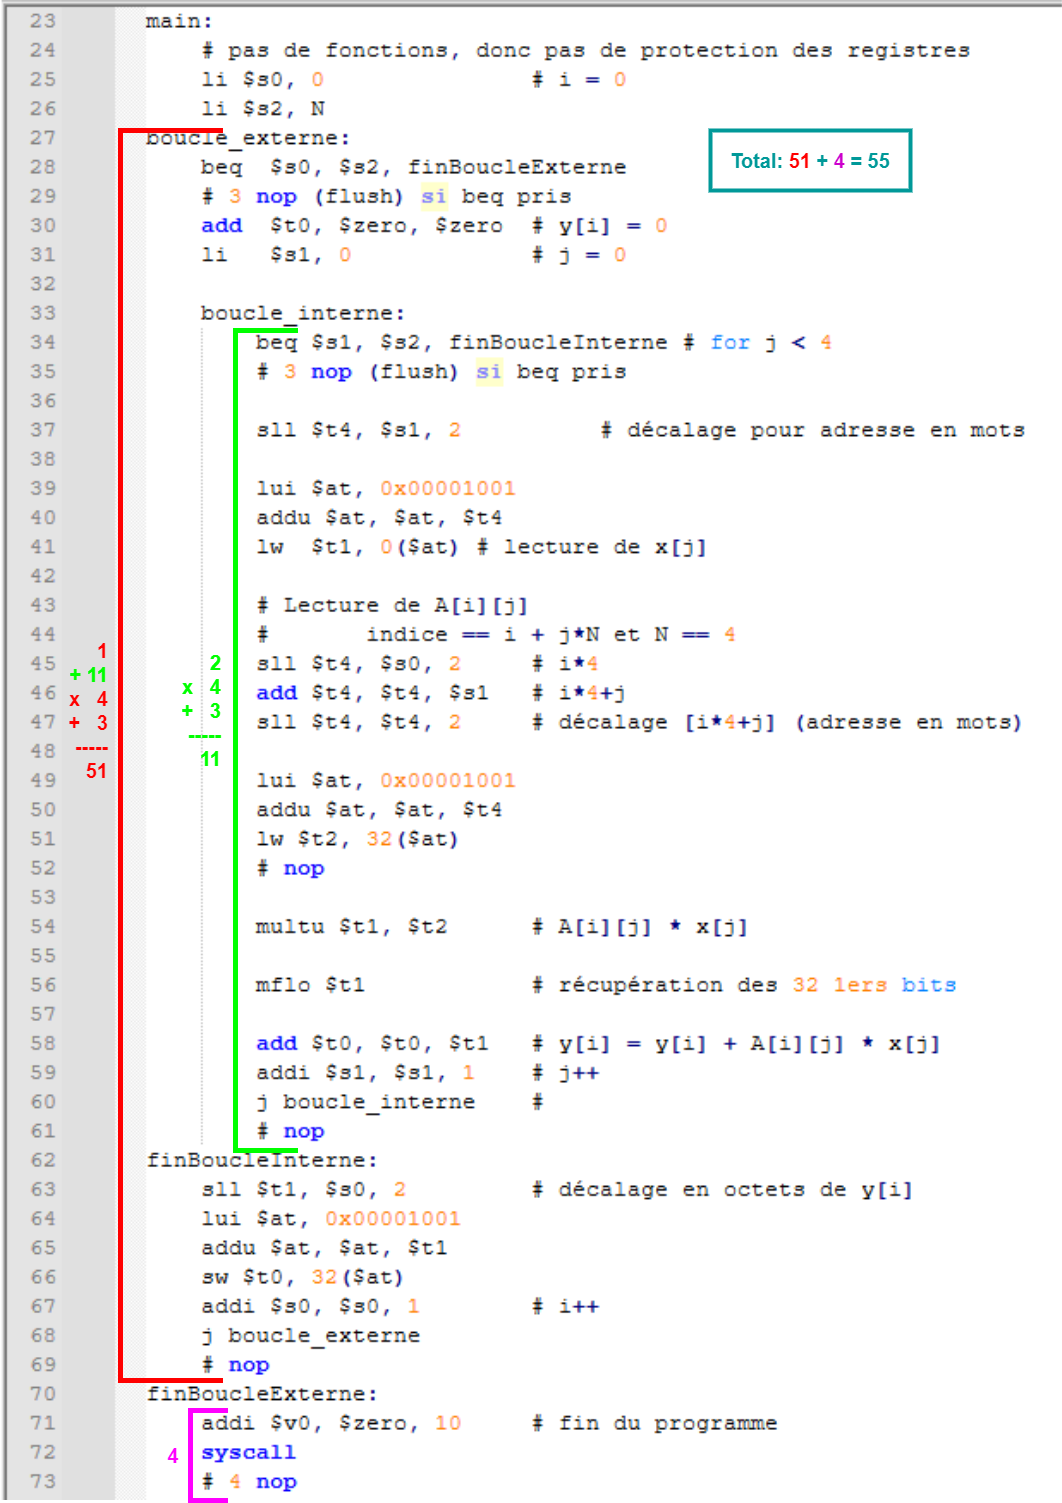 23 main:
24 # pas de fonctions, donc pas de protection des registres
25 li $s0, 0 # i = 0
26 li $s2, N
27 boucle_externe:
Total: 51 + 4 = 55
28 beq $s0, $s2, finBoucleExterne
29 # 3 nop (flush) si beq pris
30 add $t0, $zero, $zero # y[i] = 0
31 li $s1, 0 # j = 0
32
33 boucle_interne:
34 beq $s1, $s2, finBoucleInterne # for j < 4
35 # 3 nop (flush) si beq pris
36
37 sll $t4, $s1, 2 # décalage pour adresse en mots
38
39 lui $at, 0x00001001
40 addu $at, $at, $t4
41 lw $t1, 0($at) # lecture de x[j]
42
43 # Lecture de A[i][j]
44 # indice == i + j*N et N == 4
45 sll $t4, $s0, 2 # i*4
46 add $t4, $t4, $s1 # i*4+j
47 sll $t4, $t4, 2 # décalage [i*4+j] (adresse en mots)
48
49 lui $at, 0x00001001
50 addu $at, $at, $t4
51 lw $t2, 32($at)
52 # nop
53
54 multu $t1, $t2 # A[i][j] * x[j]
55
56 mflo $t1 # récupération des 32 1ers bits
57
58 add $t0, $t0, $t1 # y[i] = y[i] + A[i][j] * x[j]
59 addi $s1, $s1, 1 # j++
60 j boucle_interne #
61 # nop
62 finBoucleInterne:
63 sll $t1, $s0, 2 # décalage en octets de y[i]
64 lui $at, 0x00001001
65 addu $at, $at, $t1
66 sw $t0, 32($at)
67 addi $s0, $s0, 1 # i++
68 j boucle_externe
69 # nop
70 finBoucleExterne:
71 addi $v0, $zero, 10 # fin du programme
72 syscall
73 # 4 nop
1
+ 11
x 4
+ 3
-----
51
2
x 4
+ 3
-----
11
4